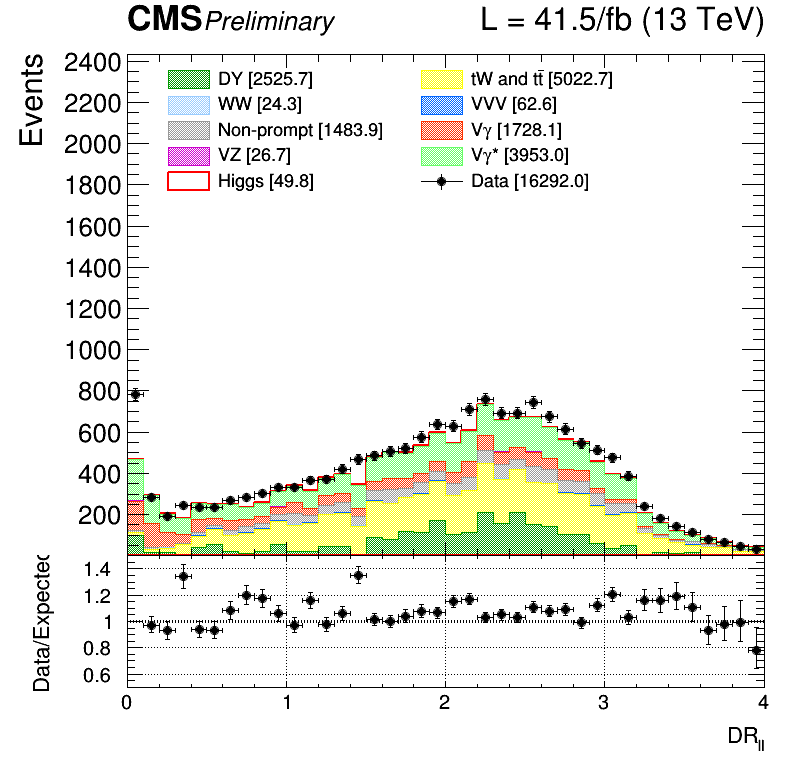 CMS Preliminary L = 41.5/fb (13 TeV)
Events
2400
2200
2000
1800
1600
1400
1200
1000
800
600
400
200
DY [2525.7]
WW [24.3]
Non-prompt [1483.9]
VZ [26.7]
Higgs [49.8]
tW and tt̄ [5022.7]
VVV [62.6]
Vγ [1728.1]
Vγ* [3953.0]
Data [16292.0]
Data/Expected
1.4
1.2
1
0.8
0.6
0 1 2 3 4
DR_ll